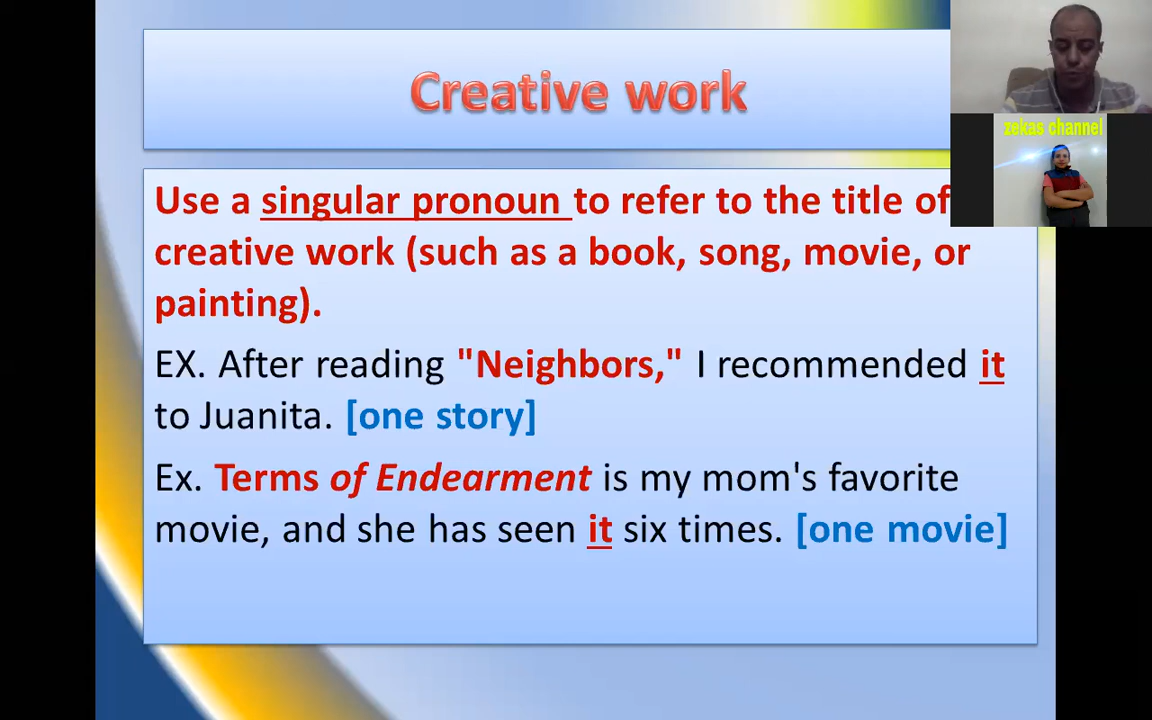 Creative work
zekas channel
Use a singular pronoun to refer to the title of
creative work (such as a book, song, movie, or
painting).
EX. After reading "Neighbors," I recommended it
to Juanita. [one story]
Ex. Terms of Endearment is my mom's favorite
movie, and she has seen it six times. [one movie]